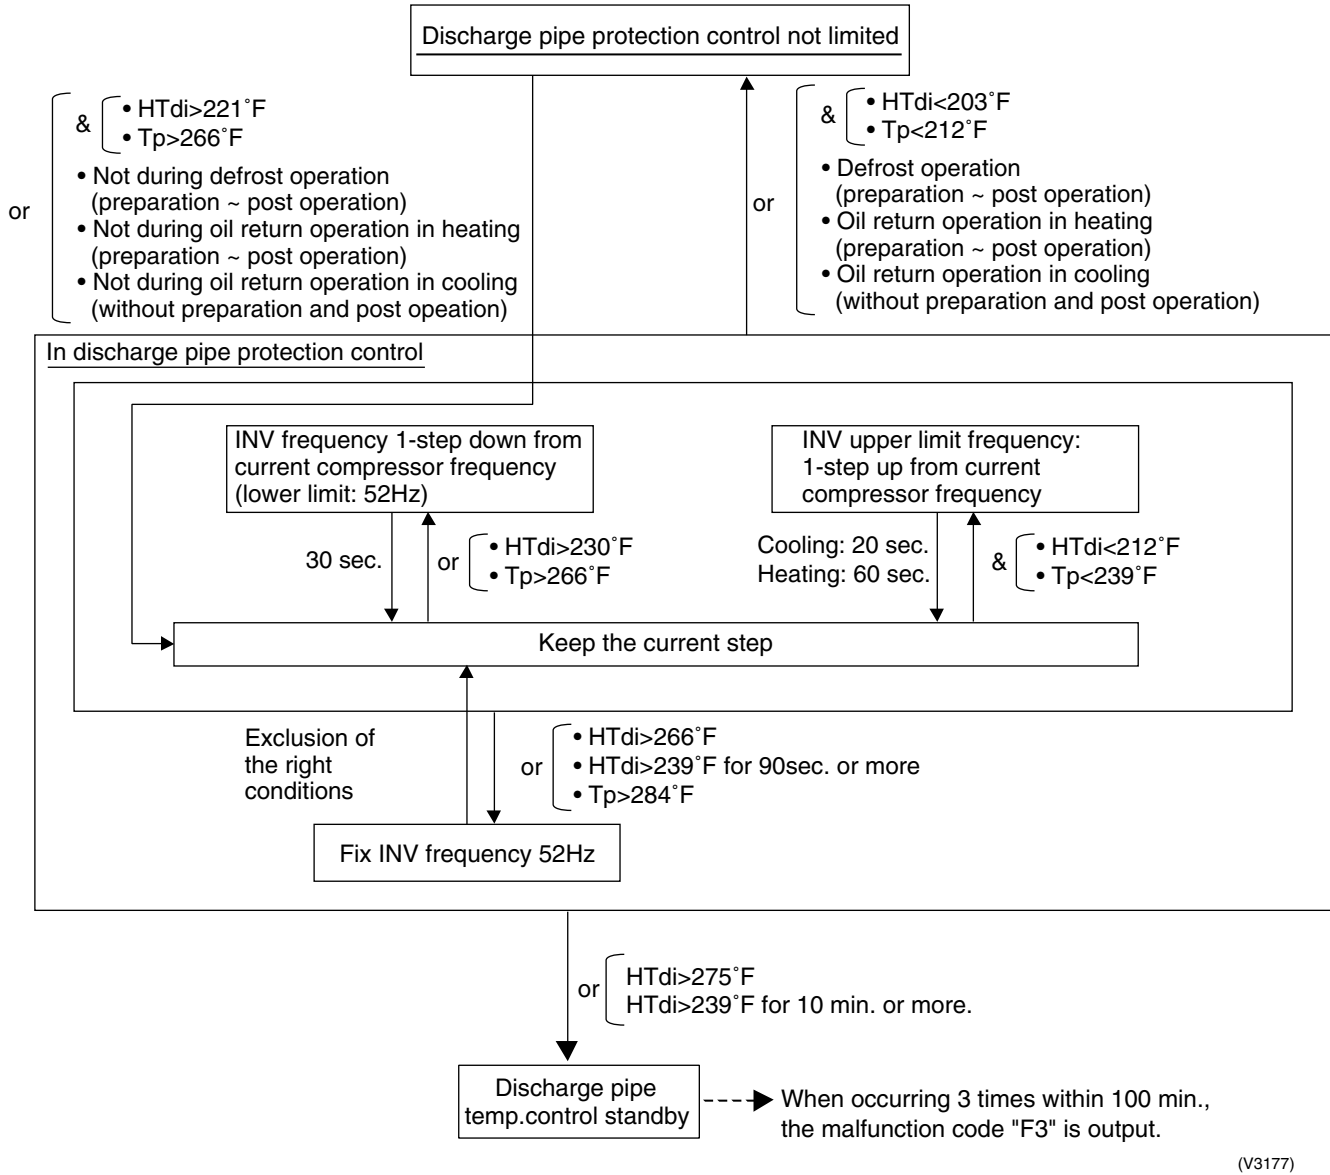 Discharge pipe protection control not limited
or
&
• HTdi>221˚F
• Tp>266˚F
• Not during defrost operation
(preparation ~ post operation)
• Not during oil return operation in heating
(preparation ~ post operation)
• Not during oil return operation in cooling
(without preparation and post opeation)
or
&
• HTdi<203˚F
• Tp<212˚F
• Defrost operation
(preparation ~ post operation)
• Oil return operation in heating
(preparation ~ post operation)
• Oil return operation in cooling
(without preparation and post operation)
In discharge pipe protection control
INV frequency 1-step down from
current compressor frequency
(lower limit: 52Hz)
INV upper limit frequency:
1-step up from current
compressor frequency
30 sec.
or
• HTdi>230˚F
• Tp>266˚F
Cooling: 20 sec.
Heating: 60 sec.
&
• HTdi<212˚F
• Tp<239˚F
Keep the current step
Exclusion of
the right
conditions
or
• HTdi>266˚F
• HTdi>239˚F for 90sec. or more
• Tp>284˚F
Fix INV frequency 52Hz
or
HTdi>275˚F
HTdi>239˚F for 10 min. or more.
Discharge pipe
temp.control standby
When occurring 3 times within 100 min.,
the malfunction code "F3" is output.
(V3177)